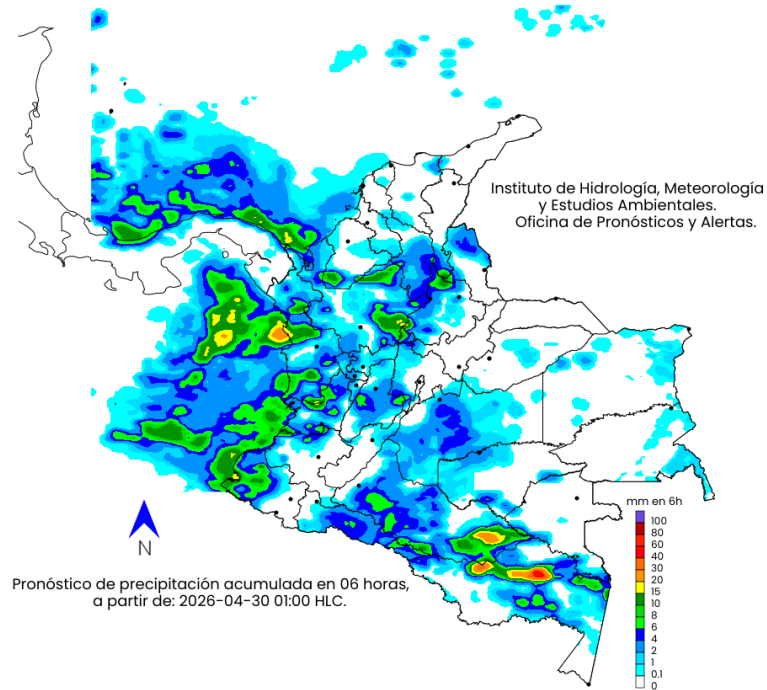 Instituto de Hidrología, Meteorología
y Estudios Ambientales.
Oficina de Pronósticos y Alertas.
mm en 6h
100
80
60
40
30
20
15
10
8
6
4
2
1
0.1
0
N
Pronóstico de precipitación acumulada en 06 horas,
a partir de: 2026-04-30 01:00 HLC.